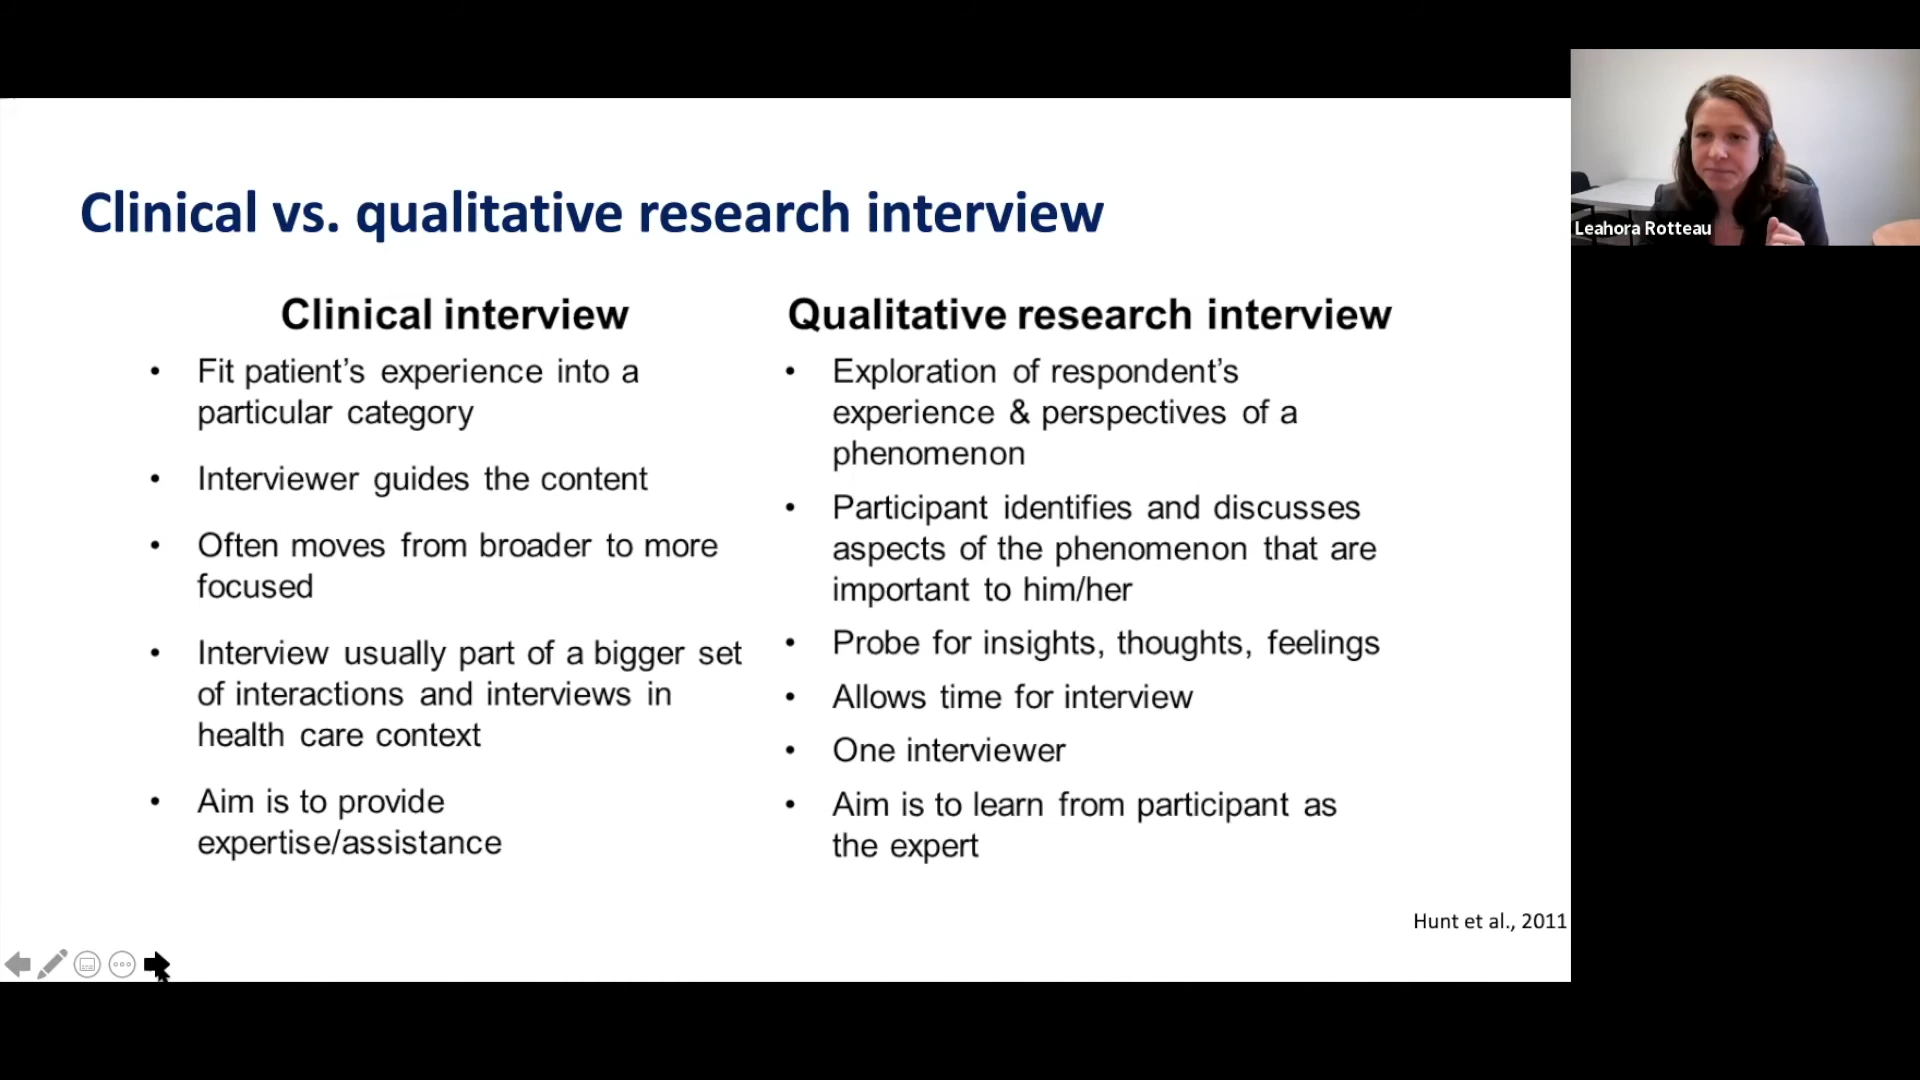 Clinical vs. qualitative research interview
Clinical interview
• Fit patient’s experience into a
particular category
• Interviewer guides the content
• Often moves from broader to more
focused
• Interview usually part of a bigger set
of interactions and interviews in
health care context
• Aim is to provide
expertise/assistance
Qualitative research interview
• Exploration of respondent’s
experience & perspectives of a
phenomenon
• Participant identifies and discusses
aspects of the phenomenon that are
important to him/her
• Probe for insights, thoughts, feelings
• Allows time for interview
• One interviewer
• Aim is to learn from participant as
the expert
Hunt et al., 2011
Leahora Rotteau